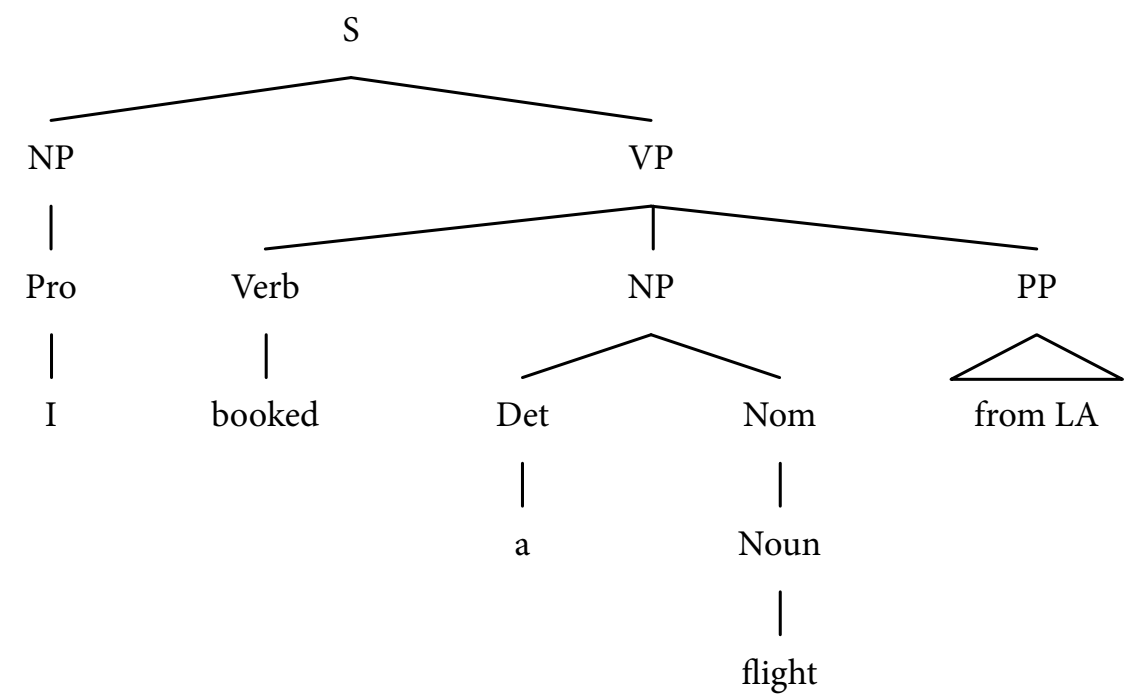 S
NP VP
Pro Verb NP PP
I booked Det Nom from LA
a Noun
flight